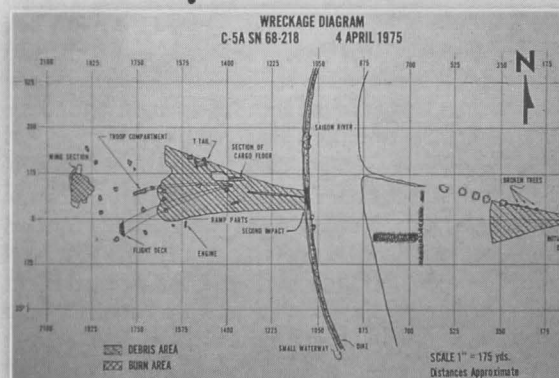 WRECKAGE DIAGRAM
C-5A SN 68-218 4 APRIL 1975
2100 1925 1750 1575 1400 1225 1050 875 700 525 350 175
N
TROOP COMPARTMENT
T TAIL
SECTION OF
CARGO FLOOR
SAIGON RIVER
WING SECTION
BROKEN TREES
175
0
RAMP PARTS
SECOND IMPACT
FLIGHT DECK
ENGINE
175
SMALL WATERWAY
DIKE
2100 1925 1750 1575 1400 1225 1050 875 700 525 350 175
DEBRIS AREA
BURN AREA
SCALE 1" = 175 yds.
Distances Approximate